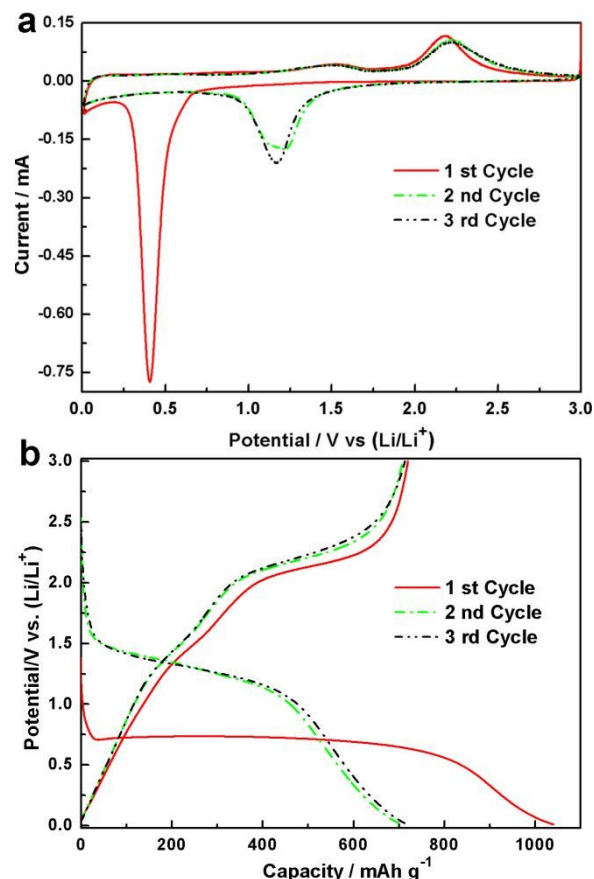 a
0.15
0.00
-0.15
-0.30
-0.45
-0.60
-0.75
Current / mA
1 st Cycle
2 nd Cycle
3 rd Cycle
0.0 0.5 1.0 1.5 2.0 2.5 3.0
Potential / V vs (Li/Li⁺)
b
3.0
2.5
2.0
1.5
1.0
0.5
0.0
Potential/V vs. (Li/Li⁺)
1 st Cycle
2 nd Cycle
3 rd Cycle
0 200 400 600 800 1000
Capacity / mAh g⁻¹